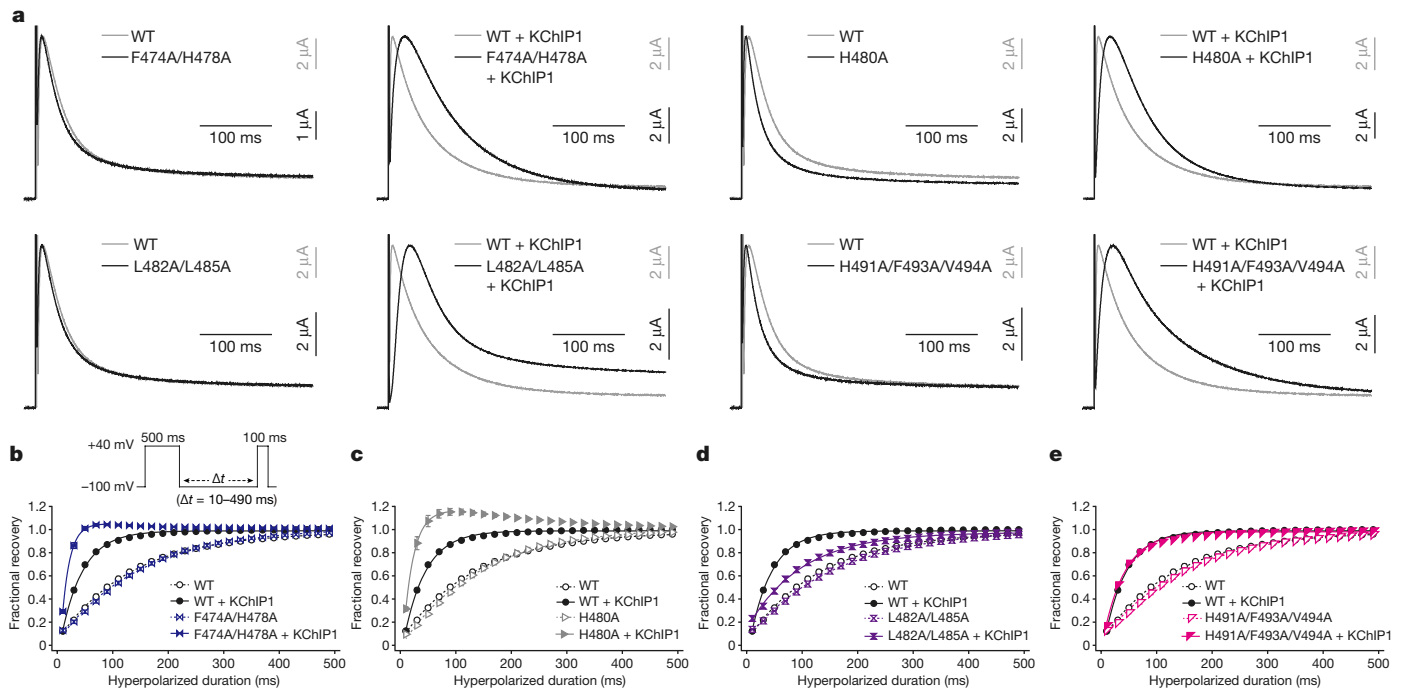 a
WT
F474A/H478A
2 µA
1 µA
100 ms
WT + KChIP1
F474A/H478A
+ KChIP1
2 µA
2 µA
100 ms
WT
H480A
2 µA
2 µA
100 ms
WT + KChIP1
H480A + KChIP1
2 µA
2 µA
100 ms
WT
L482A/L485A
2 µA
2 µA
100 ms
WT + KChIP1
L482A/L485A
+ KChIP1
2 µA
2 µA
100 ms
WT
H491A/F493A/V494A
2 µA
2 µA
100 ms
WT + KChIP1
H491A/F493A/V494A
+ KChIP1
2 µA
2 µA
100 ms
b
+40 mV
500 ms
100 ms
Δt
−100 mV
(Δt = 10–490 ms)
Fractional recovery
1.2
1.0
0.8
0.6
0.4
0.2
0
WT
WT + KChIP1
F474A/H478A
F474A/H478A + KChIP1
0 100 200 300 400 500
Hyperpolarized duration (ms)
c
Fractional recovery
1.2
1.0
0.8
0.6
0.4
0.2
0
WT
WT + KChIP1
H480A
H480A + KChIP1
0 100 200 300 400 500
Hyperpolarized duration (ms)
d
Fractional recovery
1.2
1.0
0.8
0.6
0.4
0.2
0
WT
WT + KChIP1
L482A/L485A
L482A/L485A + KChIP1
0 100 200 300 400 500
Hyperpolarized duration (ms)
e
Fractional recovery
1.2
1.0
0.8
0.6
0.4
0.2
0
WT
WT + KChIP1
H491A/F493A/V494A
H491A/F493A/V494A + KChIP1
0 100 200 300 400 500
Hyperpolarized duration (ms)